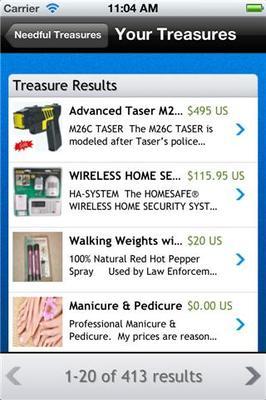 Carrier 11:04 AM
Needful Treasures Your Treasures
Treasure Results
Advanced Taser M2... $495 US
M26C TASER The M26C TASER is
modeled after Taser's police...
WIRELESS HOME SE... $115.95 US
HA-SYSTEM The HOMESAFE®
WIRELESS HOME SECURITY SYST...
Walking Weights wi... $20 US
100% Natural Red Hot Pepper
Spray Used by Law Enforcem...
Manicure & Pedicure $0.00 US
Professional Manicure &
Pedicure. My prices are reason...
1-20 of 413 results